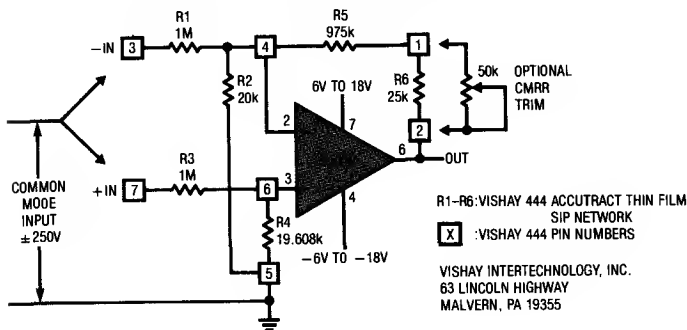 R1
1M
−IN
3
4
R5
975k
1
R2
20k
6V TO 18V
R6
25k
50k
OPTIONAL
CMRR
TRIM
2
7
2
6
OUT
COMMON
MODE
INPUT
±250V
+IN
7
R3
1M
6
3
4
R4
19.608k
−6V TO −18V
5
R1–R6: VISHAY 444 ACCUTRACT THIN FILM
SIP NETWORK
X : VISHAY 444 PIN NUMBERS
VISHAY INTERTECHNOLOGY, INC.
63 LINCOLN HIGHWAY
MALVERN, PA 19355